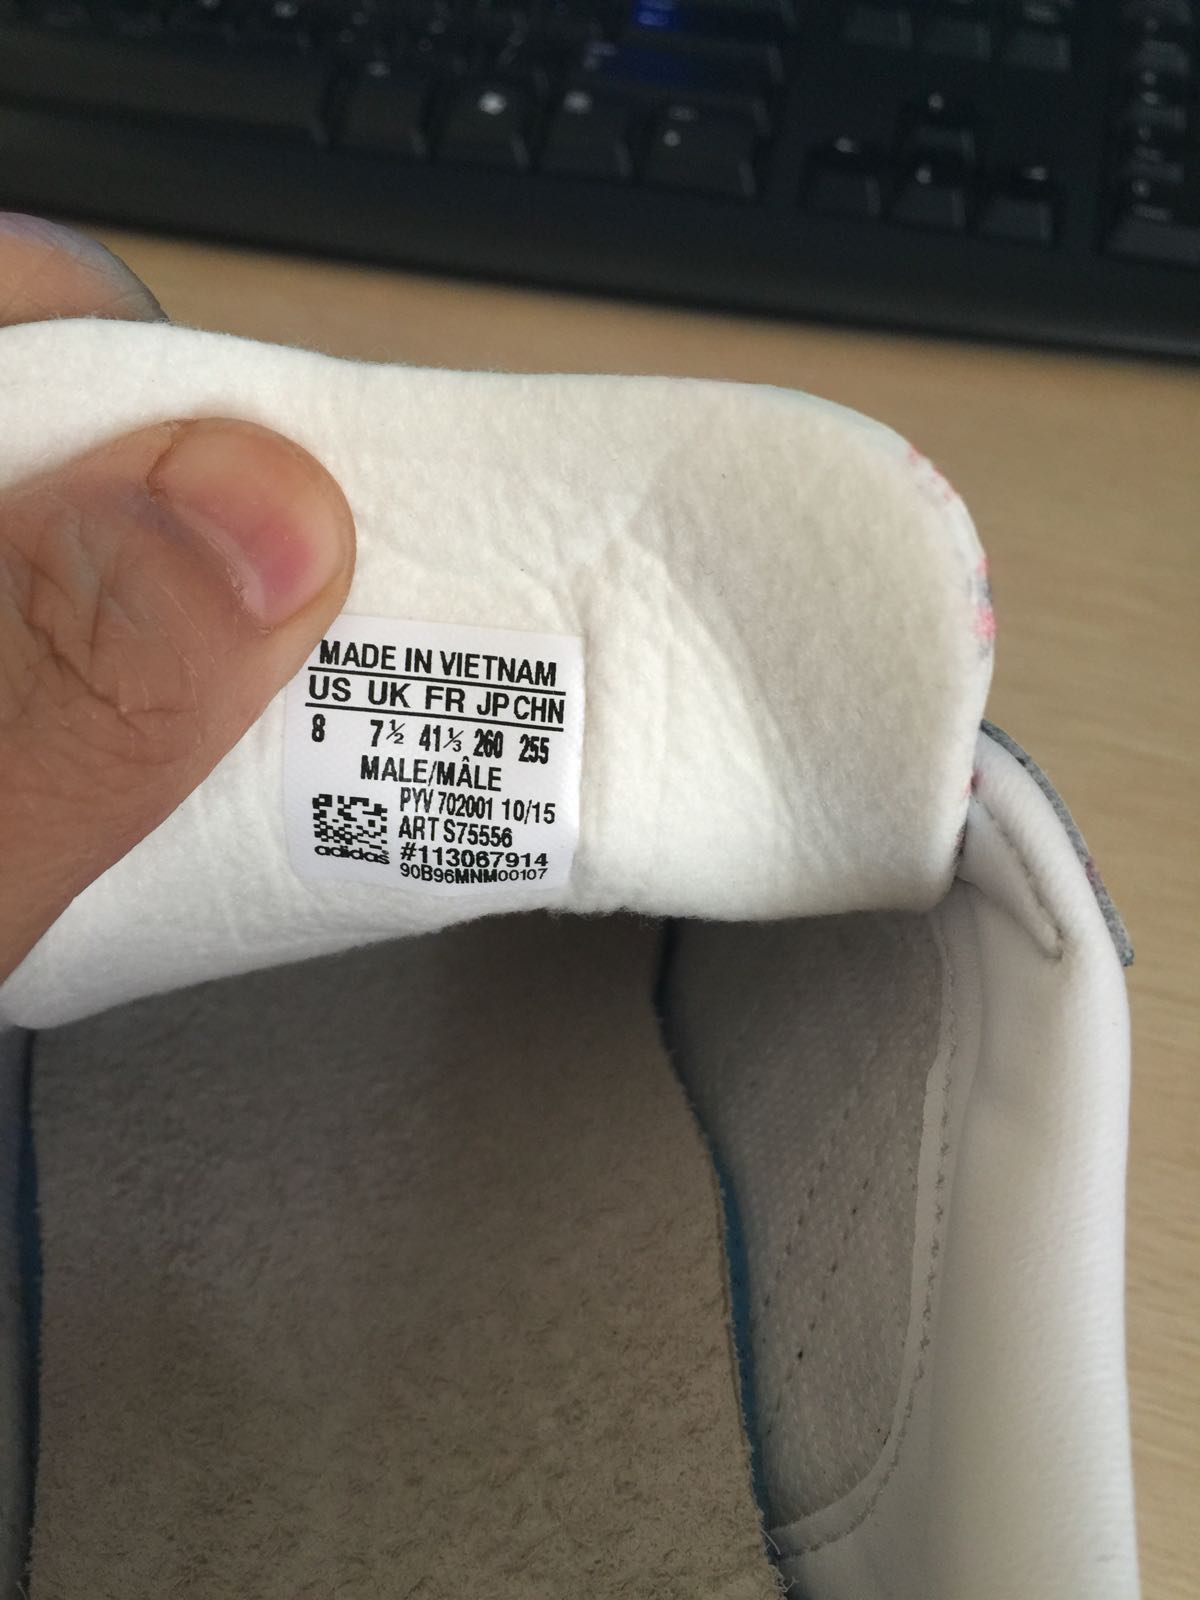 MADE IN VIETNAM
US UK FR JP CHN
8 7½ 41⅓ 260 255
MALE/MÂLE
PYV 702001 10/15
ART S75556
adidas #113067914
90B96MNM00107